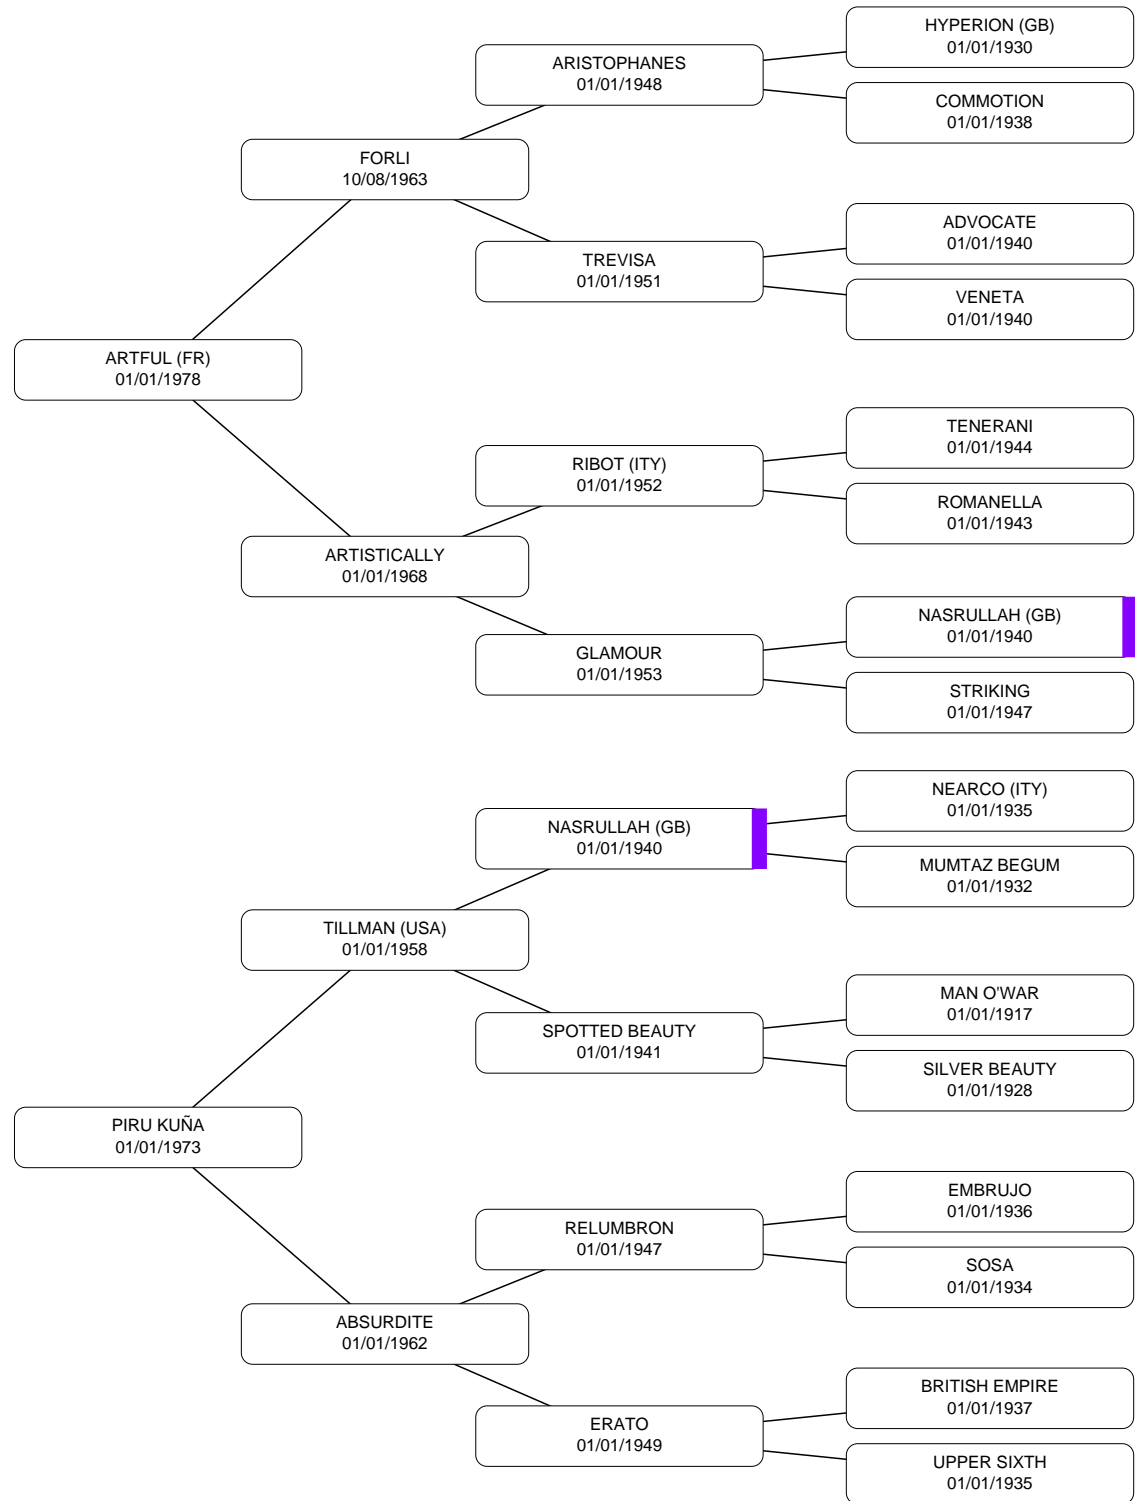 HYPERION (GB)
01/01/1930
ARISTOPHANES
01/01/1948
COMMOTION
01/01/1938
FORLI
10/08/1963
ADVOCATE
01/01/1940
TREVISA
01/01/1951
VENETA
01/01/1940
ARTFUL (FR)
01/01/1978
TENERANI
01/01/1944
RIBOT (ITY)
01/01/1952
ROMANELLA
01/01/1943
ARTISTICALLY
01/01/1968
NASRULLAH (GB)
01/01/1940
GLAMOUR
01/01/1953
STRIKING
01/01/1947
NEARCO (ITY)
01/01/1935
NASRULLAH (GB)
01/01/1940
MUMTAZ BEGUM
01/01/1932
TILLMAN (USA)
01/01/1958
MAN O'WAR
01/01/1917
SPOTTED BEAUTY
01/01/1941
SILVER BEAUTY
01/01/1928
PIRU KUÑA
01/01/1973
EMBRUJO
01/01/1936
RELUMBRON
01/01/1947
SOSA
01/01/1934
ABSURDITE
01/01/1962
BRITISH EMPIRE
01/01/1937
ERATO
01/01/1949
UPPER SIXTH
01/01/1935